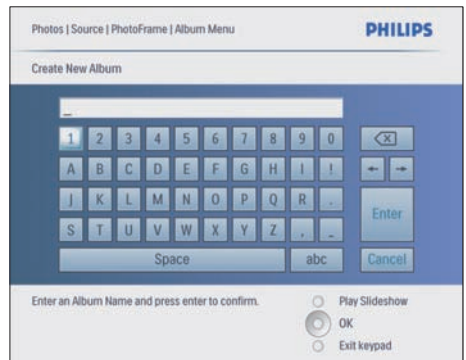 Photos | Source | PhotoFrame | Album Menu PHILIPS
Create New Album
_
1 2 3 4 5 6 7 8 9 0
A B C D E F G H I !
J K L M N O P Q R .
Enter
S T U V W X Y Z , _
Space abc Cancel
Enter an Album Name and press enter to confirm. Play Slideshow
OK
Exit keypad